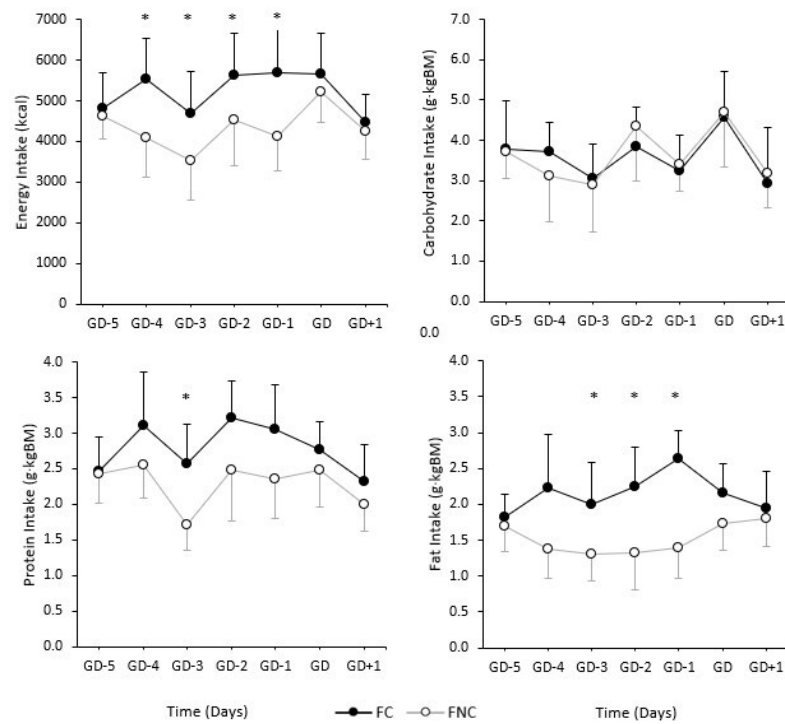 * * * *
7000
6000
5000
4000
3000
2000
1000
0
Energy Intake (kcal)
GD-5 GD-4 GD-3 GD-2 GD-1 GD GD+1
7.0
6.0
5.0
4.0
3.0
2.0
1.0
0.0
Carbohydrate Intake (g·kgBM)
GD-5 GD-4 GD-3 GD-2 GD-1 GD GD+1
0.0
*
4.0
3.5
3.0
2.5
2.0
1.5
1.0
0.5
0.0
Protein Intake (g·kgBM)
GD-5 GD-4 GD-3 GD-2 GD-1 GD GD+1
Time (Days)
* * *
4.0
3.5
3.0
2.5
2.0
1.5
1.0
0.5
0.0
Fat Intake (g·kgBM)
GD-5 GD-4 GD-3 GD-2 GD-1 GD GD+1
Time (Days)
FC FNC